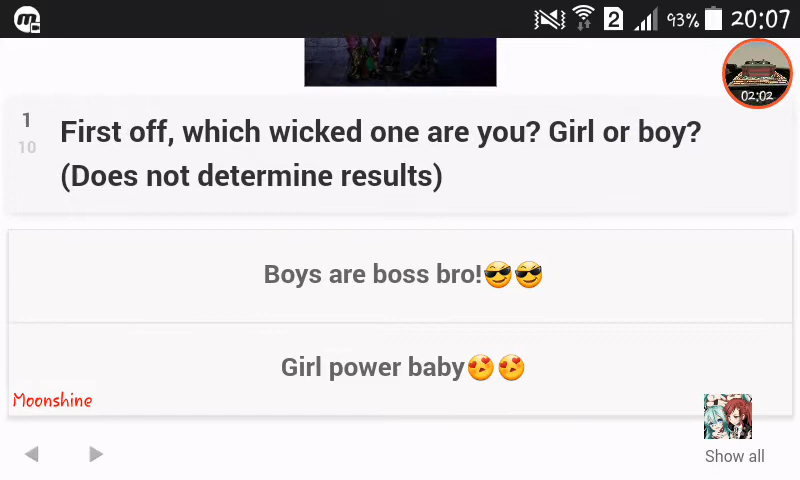 2 93% 20:07
02:02
1
10
First off, which wicked one are you? Girl or boy?
(Does not determine results)
Boys are boss bro!😎😎
Girl power baby😍😍
Moonshine
Show all